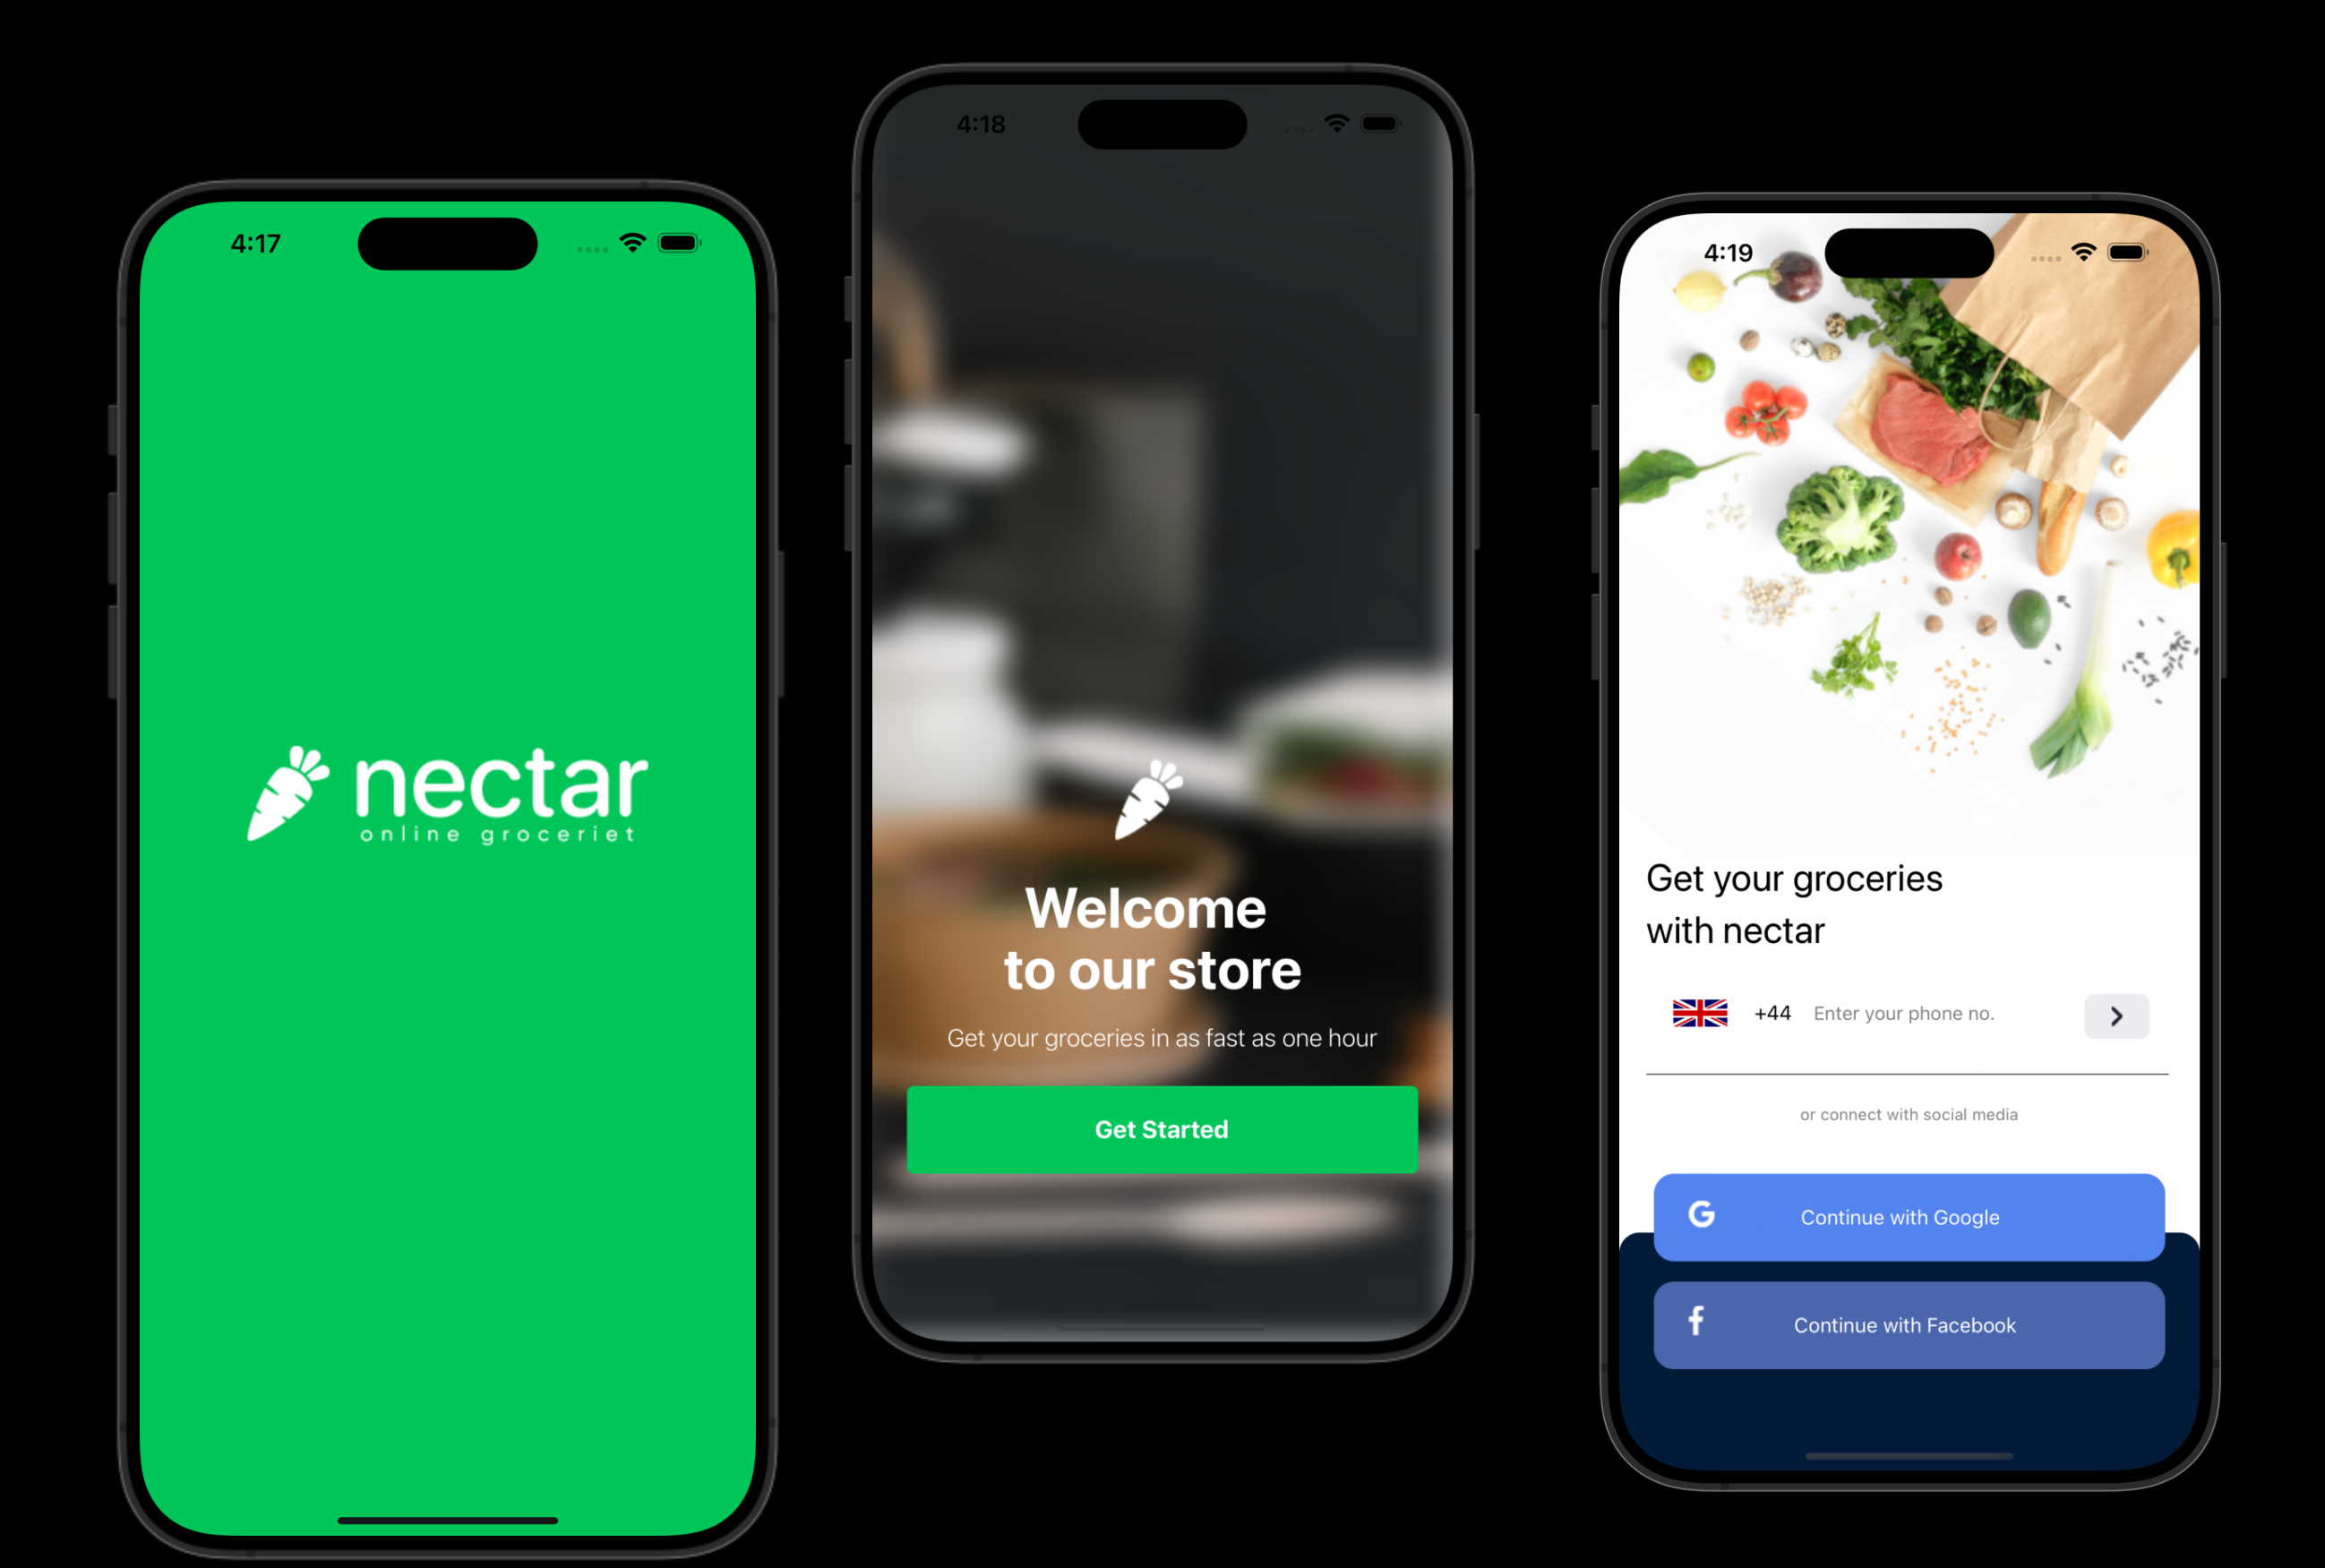 4:17
nectar
online groceriet
4:18
Welcome
to our store
Get your groceries in as fast as one hour
Get Started
4:19
Get your groceries
with nectar
+44 Enter your phone no.
or connect with social media
G Continue with Google
f Continue with Facebook